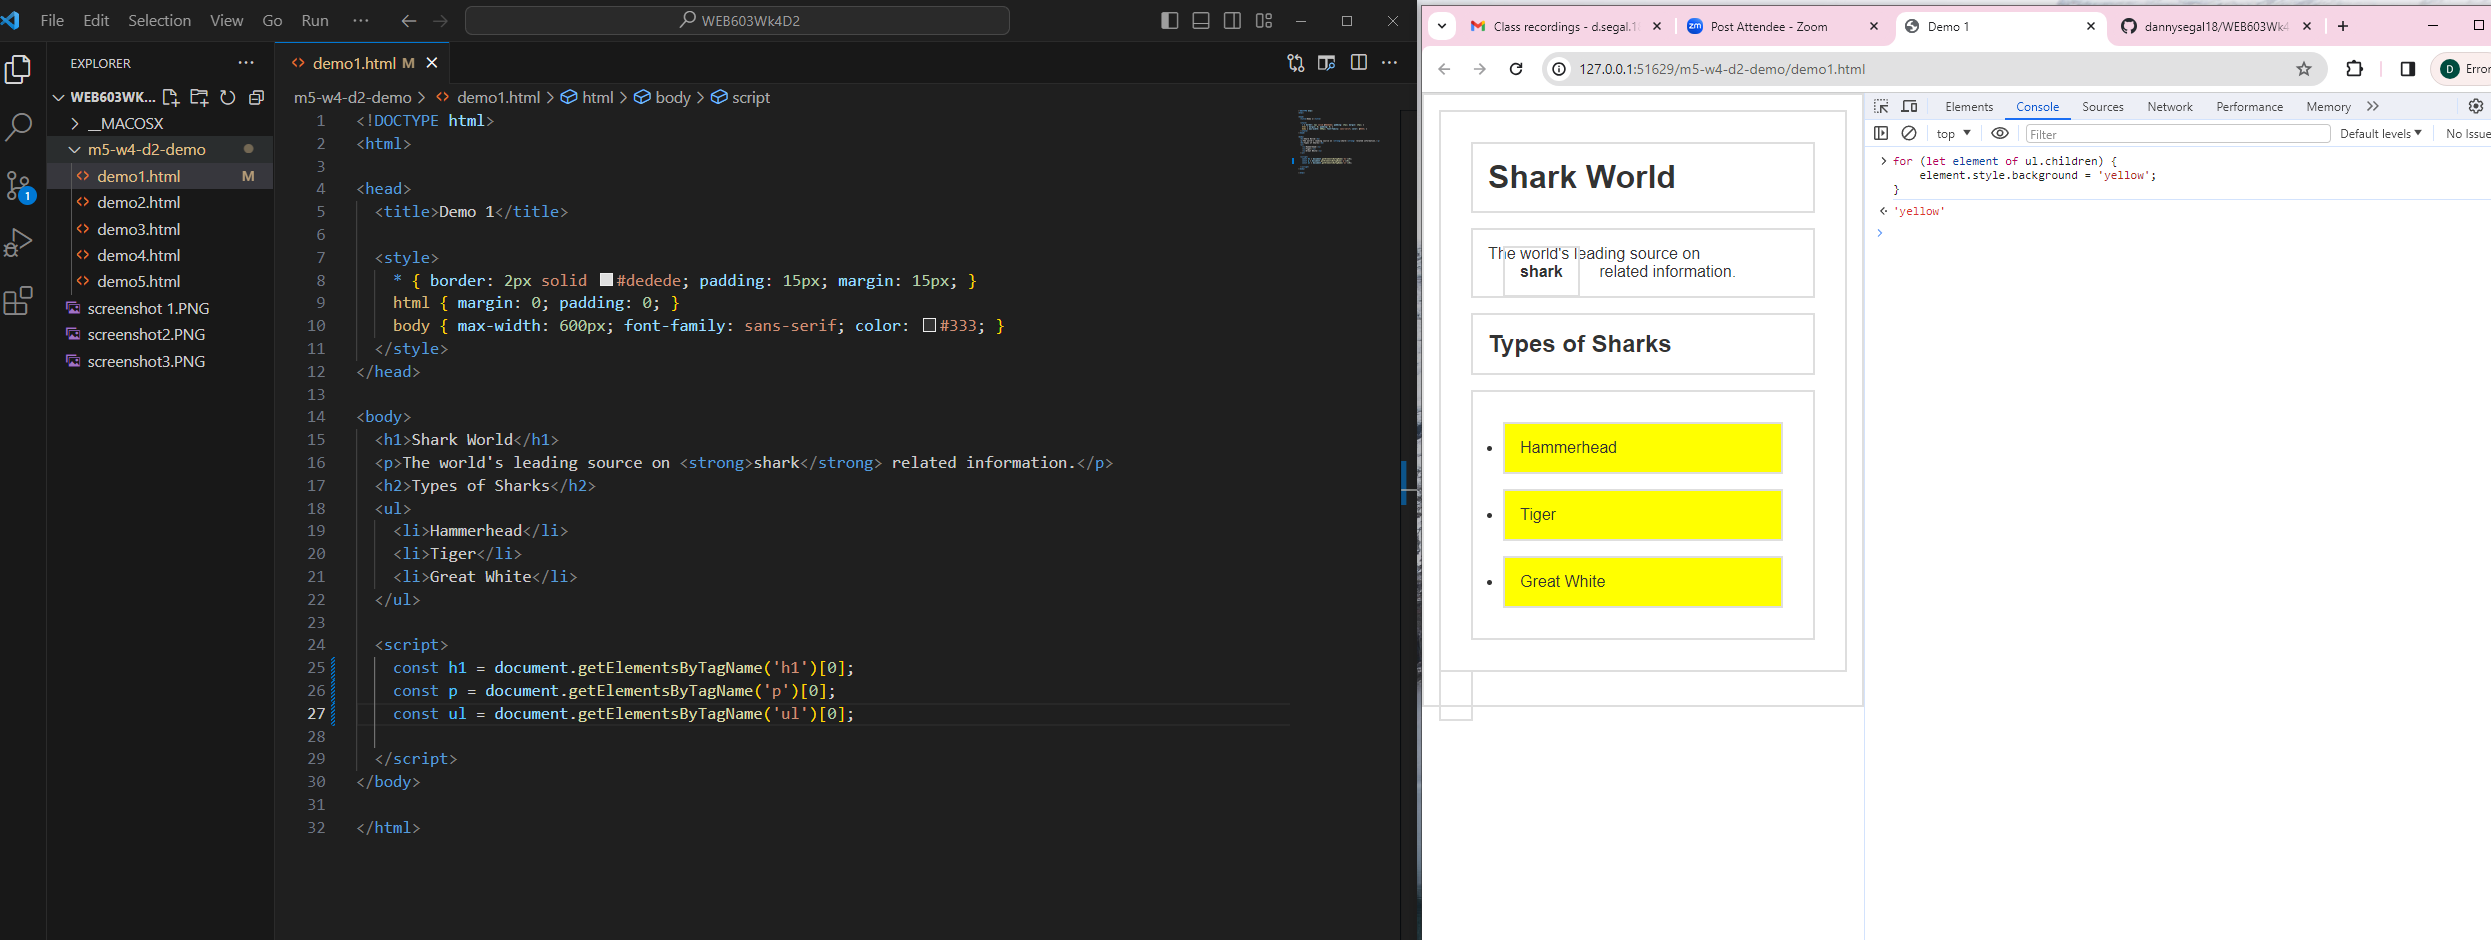 File Edit Selection View Go Run ··· WEB603Wk4D2
EXPLORER ···
WEB603WK...
__MACOSX
m5-w4-d2-demo
demo1.html M
demo2.html
demo3.html
demo4.html
demo5.html
screenshot 1.PNG
screenshot2.PNG
screenshot3.PNG
1
demo1.html M
m5-w4-d2-demo > demo1.html > html > body > script
1 <!DOCTYPE html>
2 <html>
3
4 <head>
5 <title>Demo 1</title>
6
7 <style>
8 * { border: 2px solid #dedede; padding: 15px; margin: 15px; }
9 html { margin: 0; padding: 0; }
10 body { max-width: 600px; font-family: sans-serif; color: #333; }
11 </style>
12 </head>
13
14 <body>
15 <h1>Shark World</h1>
16 <p>The world's leading source on <strong>shark</strong> related information.</p>
17 <h2>Types of Sharks</h2>
18 <ul>
19 <li>Hammerhead</li>
20 <li>Tiger</li>
21 <li>Great White</li>
22 </ul>
23
24 <script>
25 const h1 = document.getElementsByTagName('h1')[0];
26 const p = document.getElementsByTagName('p')[0];
27 const ul = document.getElementsByTagName('ul')[0];
28
29 </script>
30 </body>
31
32 </html>
Class recordings - d.segal.1 Post Attendee - Zoom Demo 1 dannysegal18/WEB603Wk4
zm
127.0.0.1:51629/m5-w4-d2-demo/demo1.html D Error
Shark World
The world's leading source on
shark related information.
Types of Sharks
Hammerhead
Tiger
Great White
Elements Console Sources Network Performance Memory
top Filter Default levels No Issue
for (let element of ul.children) {
element.style.background = 'yellow';
}
'yellow'